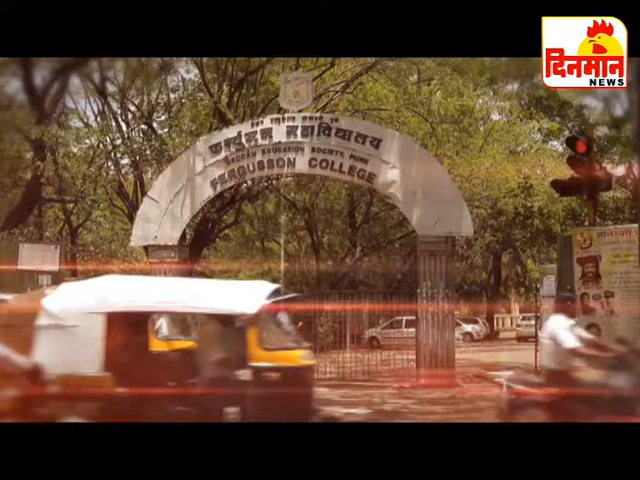 दिनमान
NEWS
फर्ग्युसन महाविद्यालय
DECCAN EDUCATION SOCIETY, PUNE
FERGUSSON COLLEGE